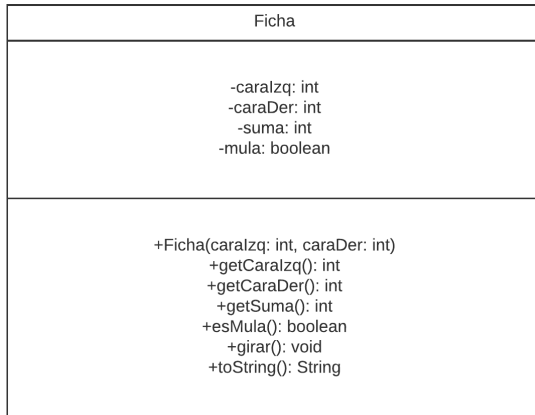 Ficha
-caraIzq: int
-caraDer: int
-suma: int
-mula: boolean
+Ficha(caraIzq: int, caraDer: int)
+getCaraIzq(): int
+getCaraDer(): int
+getSuma(): int
+esMula(): boolean
+girar(): void
+toString(): String